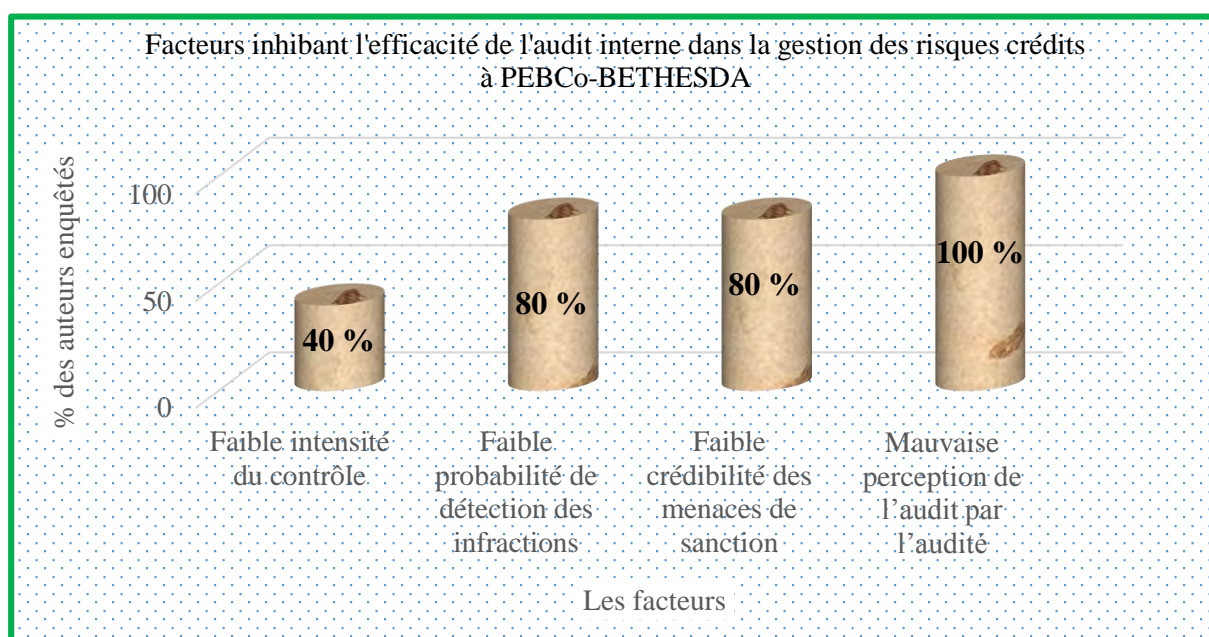 Facteurs inhibant l'efficacité de l'audit interne dans la gestion des risques crédits
à PEBCo-BETHESDA
% des auteurs enquêtés
100
50
0
40 %
80 %
80 %
100 %
Faible intensité
du contrôle
Faible
probabilité de
détection des
infractions
Faible
crédibilité des
menaces de
sanction
Mauvaise
perception de
l’audit par
l’audité
Les facteurs